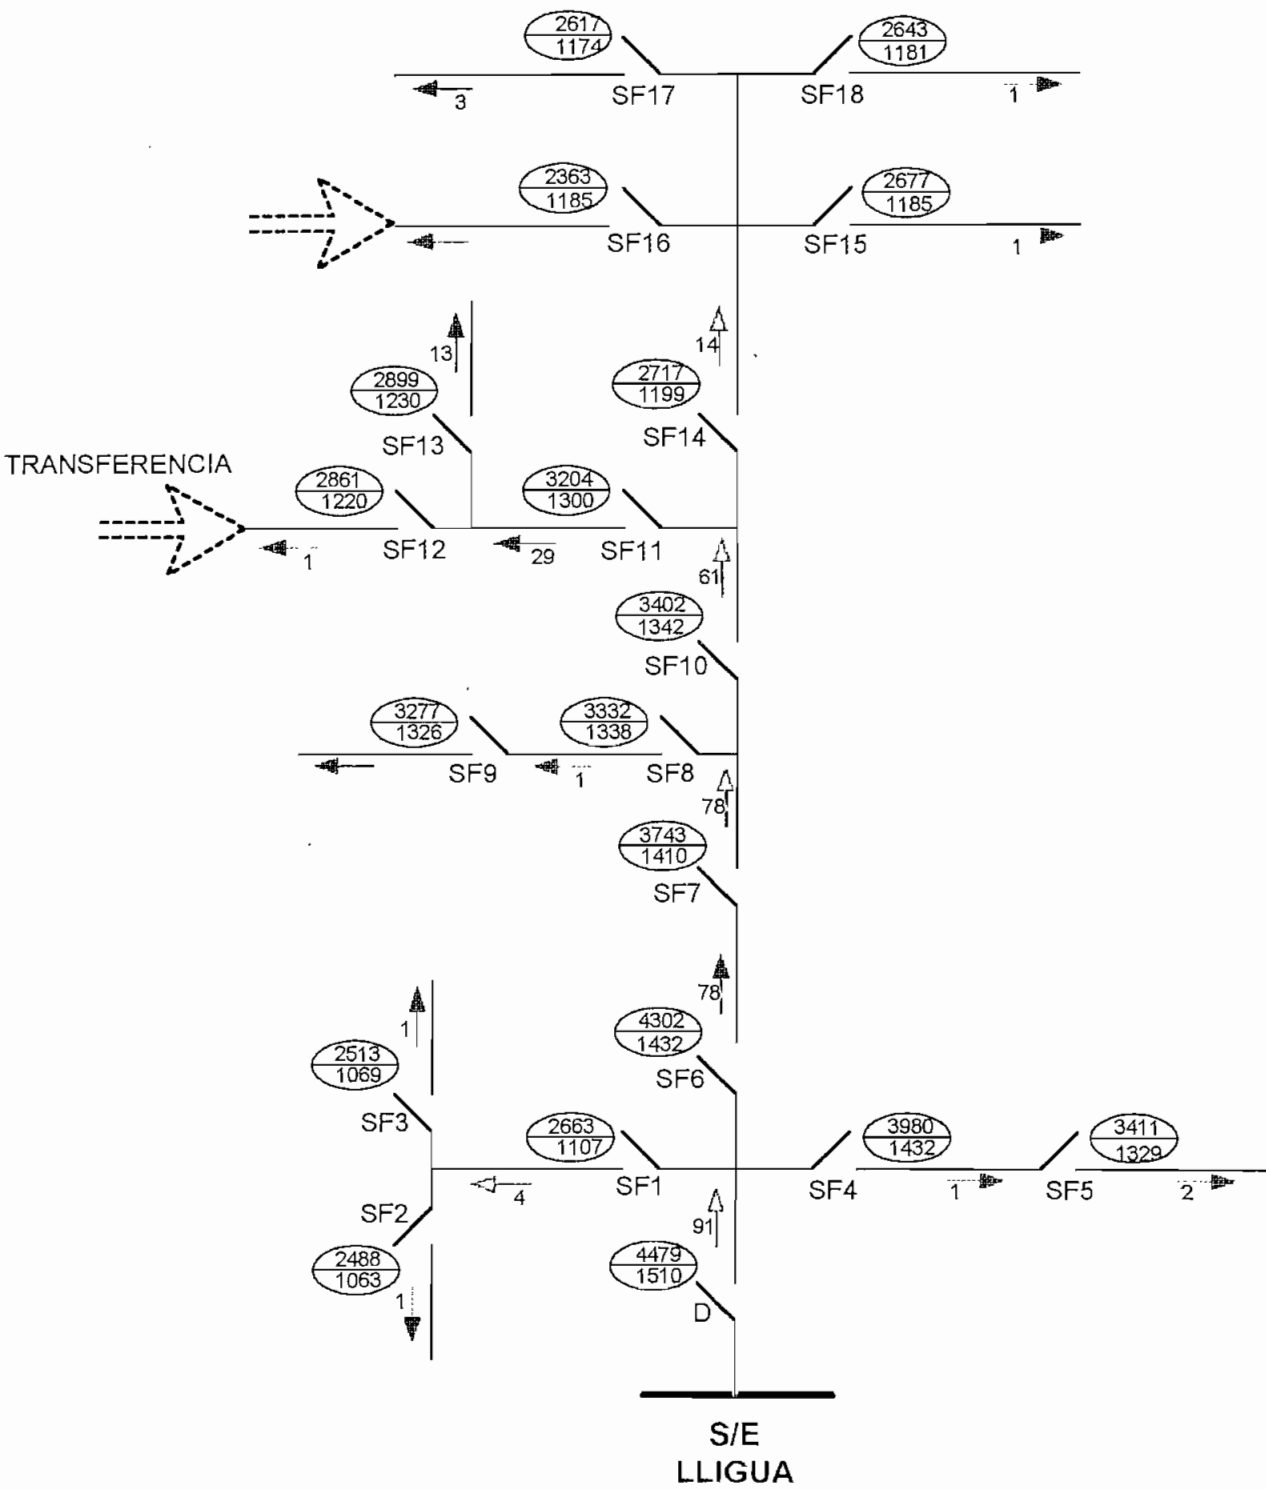 2617
1174
2643
1181
SF17
SF18
3
1
2363
1185
2677
1185
SF16
SF15
1
13
14
2899
1230
2717
1199
SF13
SF14
TRANSFERENCIA
2861
1220
3204
1300
SF12
SF11
1
29
61
3402
1342
SF10
3277
1326
3332
1338
SF9
SF8
1
78
3743
1410
SF7
78
1
4302
1432
2513
1069
SF6
SF3
2663
1107
3980
1432
3411
1329
SF1
SF4
SF5
4
1
2
SF2
91
2488
1063
4479
1510
1
D
S/E
LLIGUA